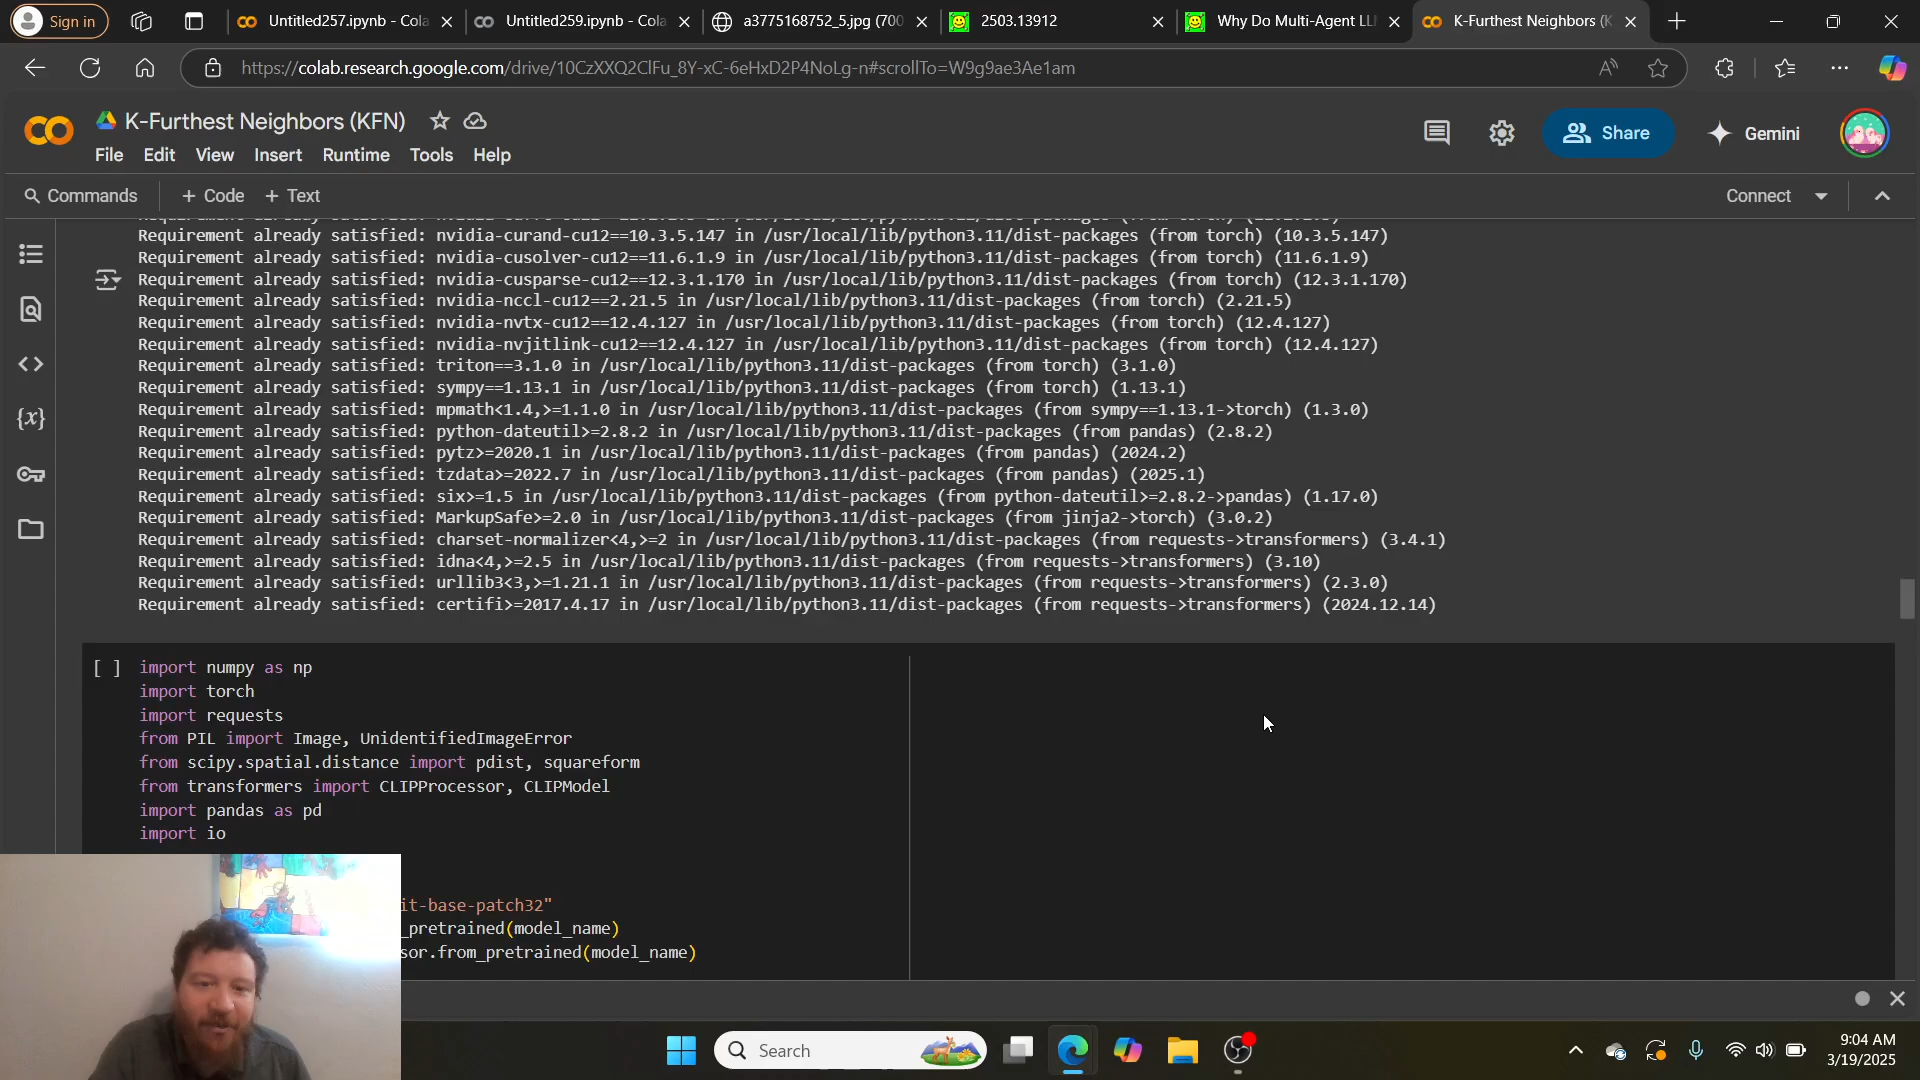 Sign in
Untitled257.ipynb - Cola
Untitled259.ipynb - Cola
a3775168752_5.jpg (700
2503.13912
Why Do Multi-Agent LL
K-Furthest Neighbors (K
https://colab.research.google.com/drive/10CzXXQ2ClFu_8Y-xC-6eHxD2P4NoLg-n#scrollTo=W9g9ae3Ae1am
K-Furthest Neighbors (KFN)
File Edit View Insert Runtime Tools Help
Share
Gemini
Commands + Code + Text
Connect
Requirement already satisfied: nvidia-curand-cu12==10.3.5.147 in /usr/local/lib/python3.11/dist-packages (from torch) (10.3.5.147)
Requirement already satisfied: nvidia-cusolver-cu12==11.6.1.9 in /usr/local/lib/python3.11/dist-packages (from torch) (11.6.1.9)
Requirement already satisfied: nvidia-cusparse-cu12==12.3.1.170 in /usr/local/lib/python3.11/dist-packages (from torch) (12.3.1.170)
Requirement already satisfied: nvidia-nccl-cu12==2.21.5 in /usr/local/lib/python3.11/dist-packages (from torch) (2.21.5)
Requirement already satisfied: nvidia-nvtx-cu12==12.4.127 in /usr/local/lib/python3.11/dist-packages (from torch) (12.4.127)
Requirement already satisfied: nvidia-nvjitlink-cu12==12.4.127 in /usr/local/lib/python3.11/dist-packages (from torch) (12.4.127)
Requirement already satisfied: triton==3.1.0 in /usr/local/lib/python3.11/dist-packages (from torch) (3.1.0)
Requirement already satisfied: sympy==1.13.1 in /usr/local/lib/python3.11/dist-packages (from torch) (1.13.1)
Requirement already satisfied: mpmath<1.4,>=1.1.0 in /usr/local/lib/python3.11/dist-packages (from sympy==1.13.1->torch) (1.3.0)
Requirement already satisfied: python-dateutil>=2.8.2 in /usr/local/lib/python3.11/dist-packages (from pandas) (2.8.2)
Requirement already satisfied: pytz>=2020.1 in /usr/local/lib/python3.11/dist-packages (from pandas) (2024.2)
Requirement already satisfied: tzdata>=2022.7 in /usr/local/lib/python3.11/dist-packages (from pandas) (2025.1)
Requirement already satisfied: six>=1.5 in /usr/local/lib/python3.11/dist-packages (from python-dateutil>=2.8.2->pandas) (1.17.0)
Requirement already satisfied: MarkupSafe>=2.0 in /usr/local/lib/python3.11/dist-packages (from jinja2->torch) (3.0.2)
Requirement already satisfied: charset-normalizer<4,>=2 in /usr/local/lib/python3.11/dist-packages (from requests->transformers) (3.4.1)
Requirement already satisfied: idna<4,>=2.5 in /usr/local/lib/python3.11/dist-packages (from requests->transformers) (3.10)
Requirement already satisfied: urllib3<3,>=1.21.1 in /usr/local/lib/python3.11/dist-packages (from requests->transformers) (2.3.0)
Requirement already satisfied: certifi>=2017.4.17 in /usr/local/lib/python3.11/dist-packages (from requests->transformers) (2024.12.14)
[ ] import numpy as np
import torch
import requests
from PIL import Image, UnidentifiedImageError
from scipy.spatial.distance import pdist, squareform
from transformers import CLIPProcessor, CLIPModel
import pandas as pd
import io
it-base-patch32"
_pretrained(model_name)
sor.from_pretrained(model_name)
Search
9:04 AM
3/19/2025